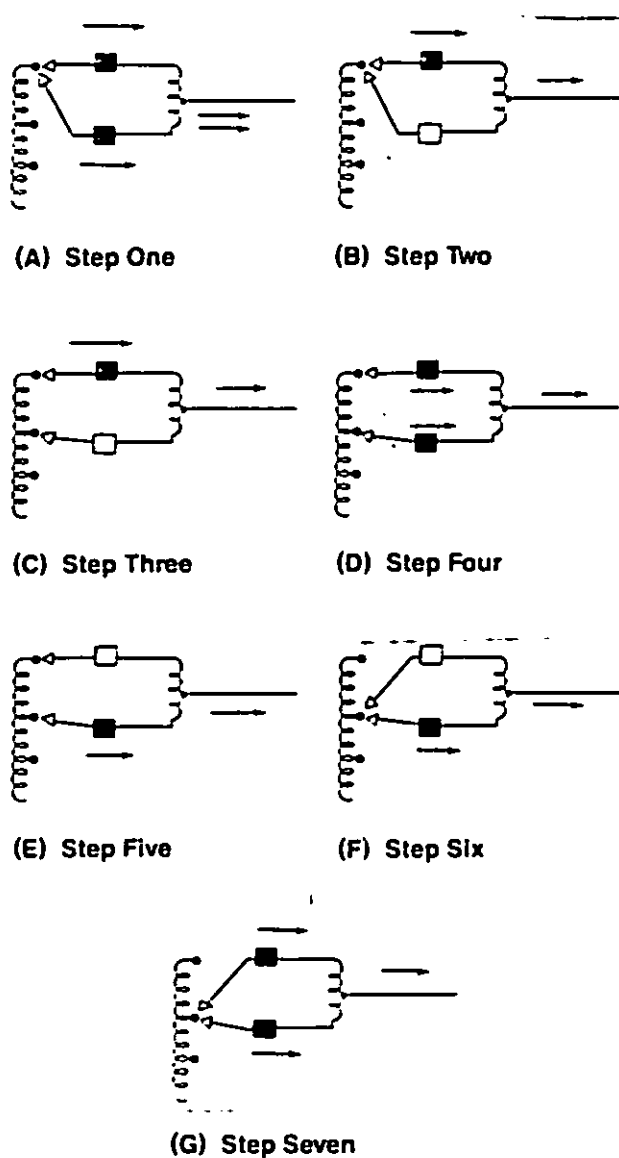 (A) Step One
(B) Step Two
(C) Step Three
(D) Step Four
(E) Step Five
(F) Step Six
(G) Step Seven